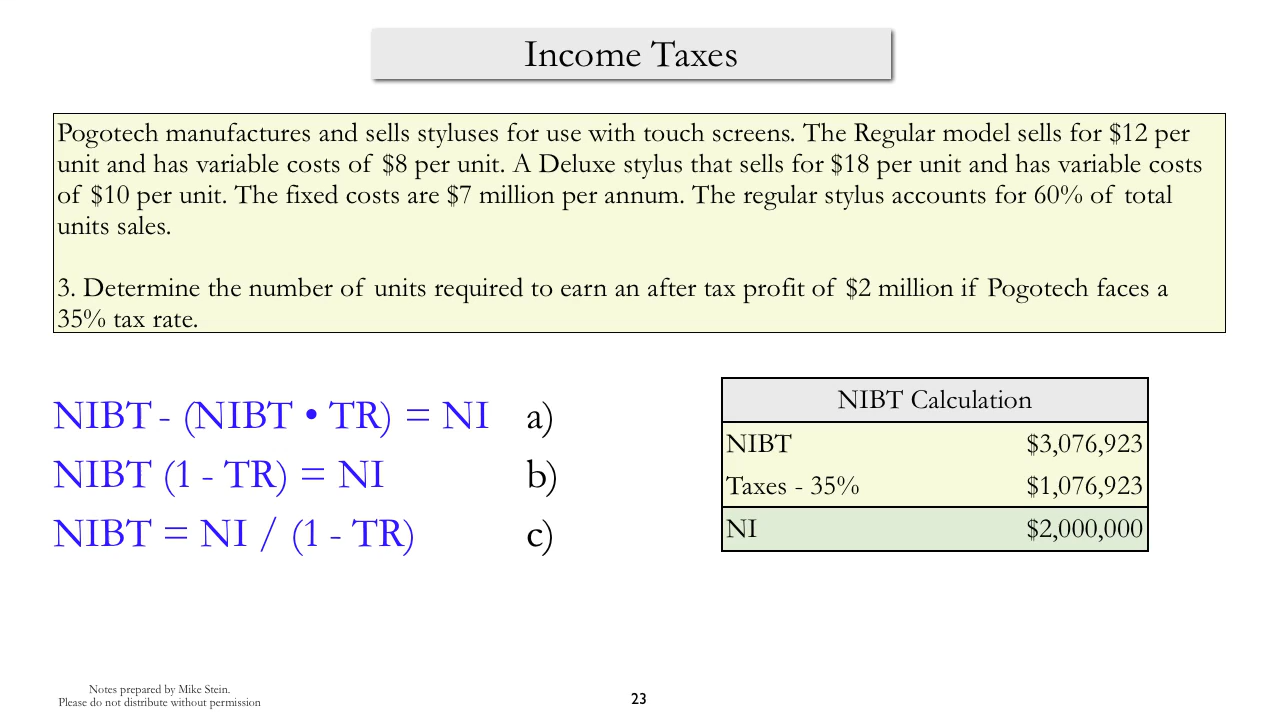 Income Taxes
Pogotech manufactures and sells styluses for use with touch screens. The Regular model sells for $12 per
unit and has variable costs of $8 per unit. A Deluxe stylus that sells for $18 per unit and has variable costs
of $10 per unit. The fixed costs are $7 million per annum. The regular stylus accounts for 60% of total
units sales.
3. Determine the number of units required to earn an after tax profit of $2 million if Pogotech faces a
35% tax rate.
NIBT - (NIBT • TR) = NI a)
NIBT (1 - TR) = NI b)
NIBT = NI / (1 - TR) c)
NIBT Calculation
NIBT $3,076,923
Taxes - 35% $1,076,923
NI $2,000,000
Notes prepared by Mike Stein.
Please do not distribute without permission
23